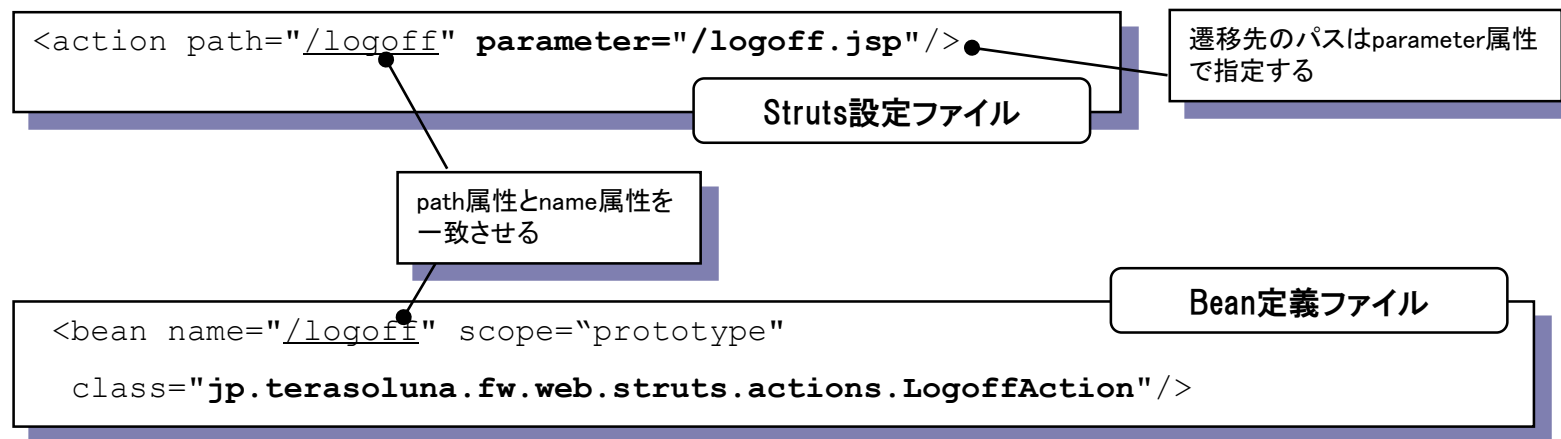 <action path="/logoff" parameter="/logoff.jsp"/>
遷移先のパスはparameter属性
で指定する
Struts設定ファイル
path属性とname属性を
一致させる
Bean定義ファイル
<bean name="/logoff" scope=“prototype"
class="jp.terasoluna.fw.web.struts.actions.LogoffAction"/>